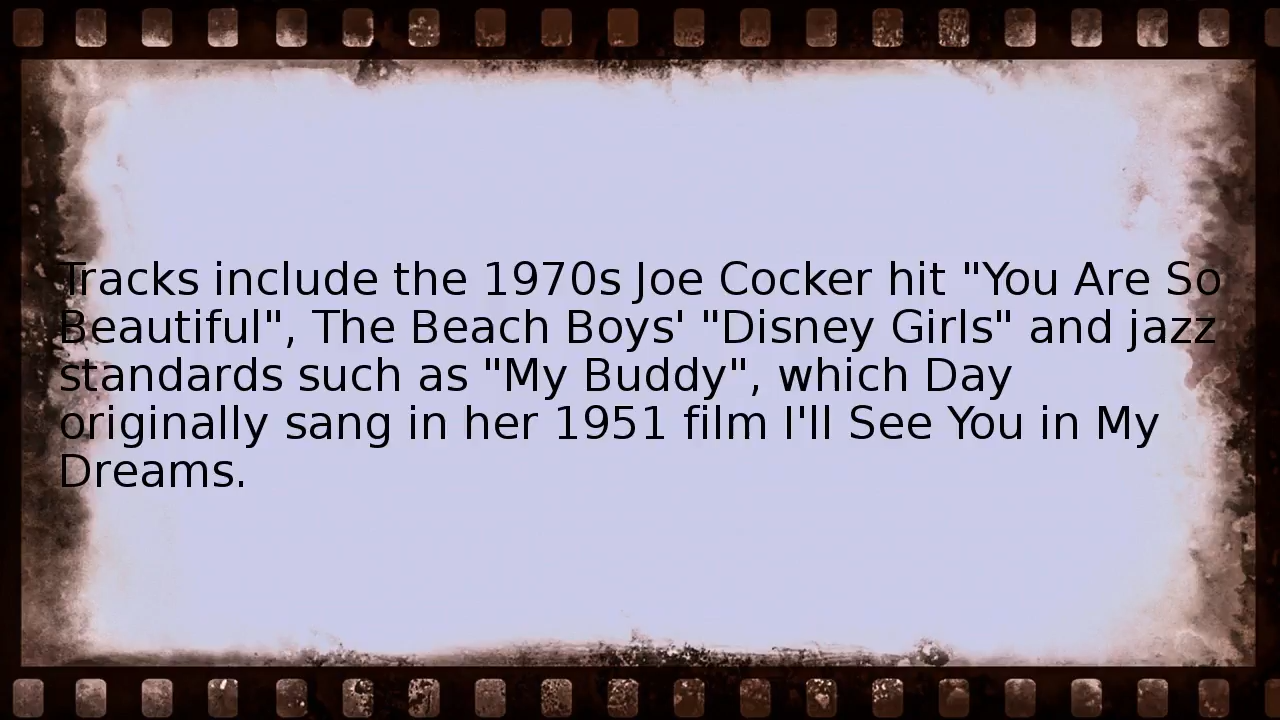 Tracks include the 1970s Joe Cocker hit "You Are So
Beautiful", The Beach Boys' "Disney Girls" and jazz
standards such as "My Buddy", which Day
originally sang in her 1951 film I'll See You in My
Dreams.